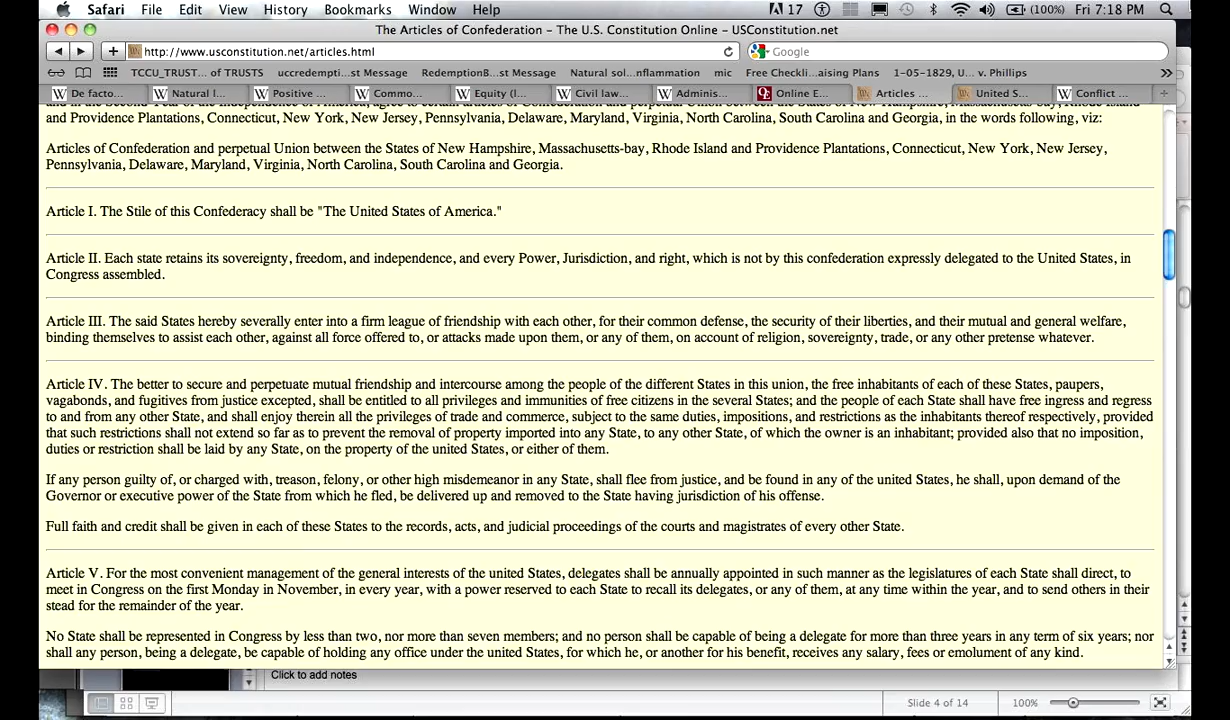 Safari File Edit View History Bookmarks Window Help 17 (100%) Fri 7:18 PM
The Articles of Confederation – The U.S. Constitution Online – USConstitution.net
http://www.usconstitution.net/articles.html Google
TCCU_TRUST... of TRUSTS uccredempti...st Message RedemptionB...st Message Natural sol...nflammation mic Free Checkli...aising Plans 1-05-1829, U... v. Phillips
De facto... Natural l... Positive ... Commo... Equity (l... Civil law... Adminis... Online E... Articles ... United S... Conflict ...
and Providence Plantations, Connecticut, New York, New Jersey, Pennsylvania, Delaware, Maryland, Virginia, North Carolina, South Carolina and Georgia, in the words following, viz:
Articles of Confederation and perpetual Union between the States of New Hampshire, Massachusetts-bay, Rhode Island and Providence Plantations, Connecticut, New York, New Jersey,
Pennsylvania, Delaware, Maryland, Virginia, North Carolina, South Carolina and Georgia.
Article I. The Stile of this Confederacy shall be "The United States of America."
Article II. Each state retains its sovereignty, freedom, and independence, and every Power, Jurisdiction, and right, which is not by this confederation expressly delegated to the United States, in
Congress assembled.
Article III. The said States hereby severally enter into a firm league of friendship with each other, for their common defense, the security of their liberties, and their mutual and general welfare,
binding themselves to assist each other, against all force offered to, or attacks made upon them, or any of them, on account of religion, sovereignty, trade, or any other pretense whatever.
Article IV. The better to secure and perpetuate mutual friendship and intercourse among the people of the different States in this union, the free inhabitants of each of these States, paupers,
vagabonds, and fugitives from justice excepted, shall be entitled to all privileges and immunities of free citizens in the several States; and the people of each State shall have free ingress and regress
to and from any other State, and shall enjoy therein all the privileges of trade and commerce, subject to the same duties, impositions, and restrictions as the inhabitants thereof respectively, provided
that such restrictions shall not extend so far as to prevent the removal of property imported into any State, to any other State, of which the owner is an inhabitant; provided also that no imposition,
duties or restriction shall be laid by any State, on the property of the united States, or either of them.
If any person guilty of, or charged with, treason, felony, or other high misdemeanor in any State, shall flee from justice, and be found in any of the united States, he shall, upon demand of the
Governor or executive power of the State from which he fled, be delivered up and removed to the State having jurisdiction of his offense.
Full faith and credit shall be given in each of these States to the records, acts, and judicial proceedings of the courts and magistrates of every other State.
Article V. For the most convenient management of the general interests of the united States, delegates shall be annually appointed in such manner as the legislatures of each State shall direct, to
meet in Congress on the first Monday in November, in every year, with a power reserved to each State to recall its delegates, or any of them, at any time within the year, and to send others in their
stead for the remainder of the year.
No State shall be represented in Congress by less than two, nor more than seven members; and no person shall be capable of being a delegate for more than three years in any term of six years; nor
shall any person, being a delegate, be capable of holding any office under the united States, for which he, or another for his benefit, receives any salary, fees or emolument of any kind.
Click to add notes
Slide 4 of 14 100%